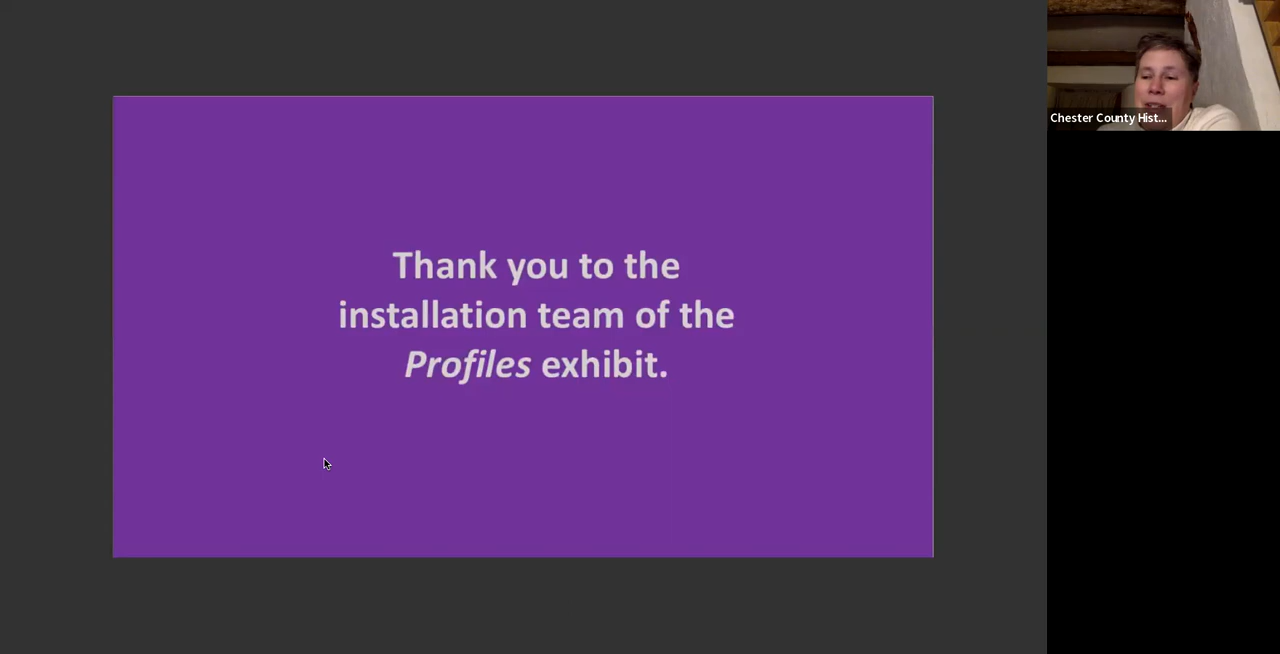 Thank you to the
installation team of the
Profiles exhibit.
Chester County Hist...